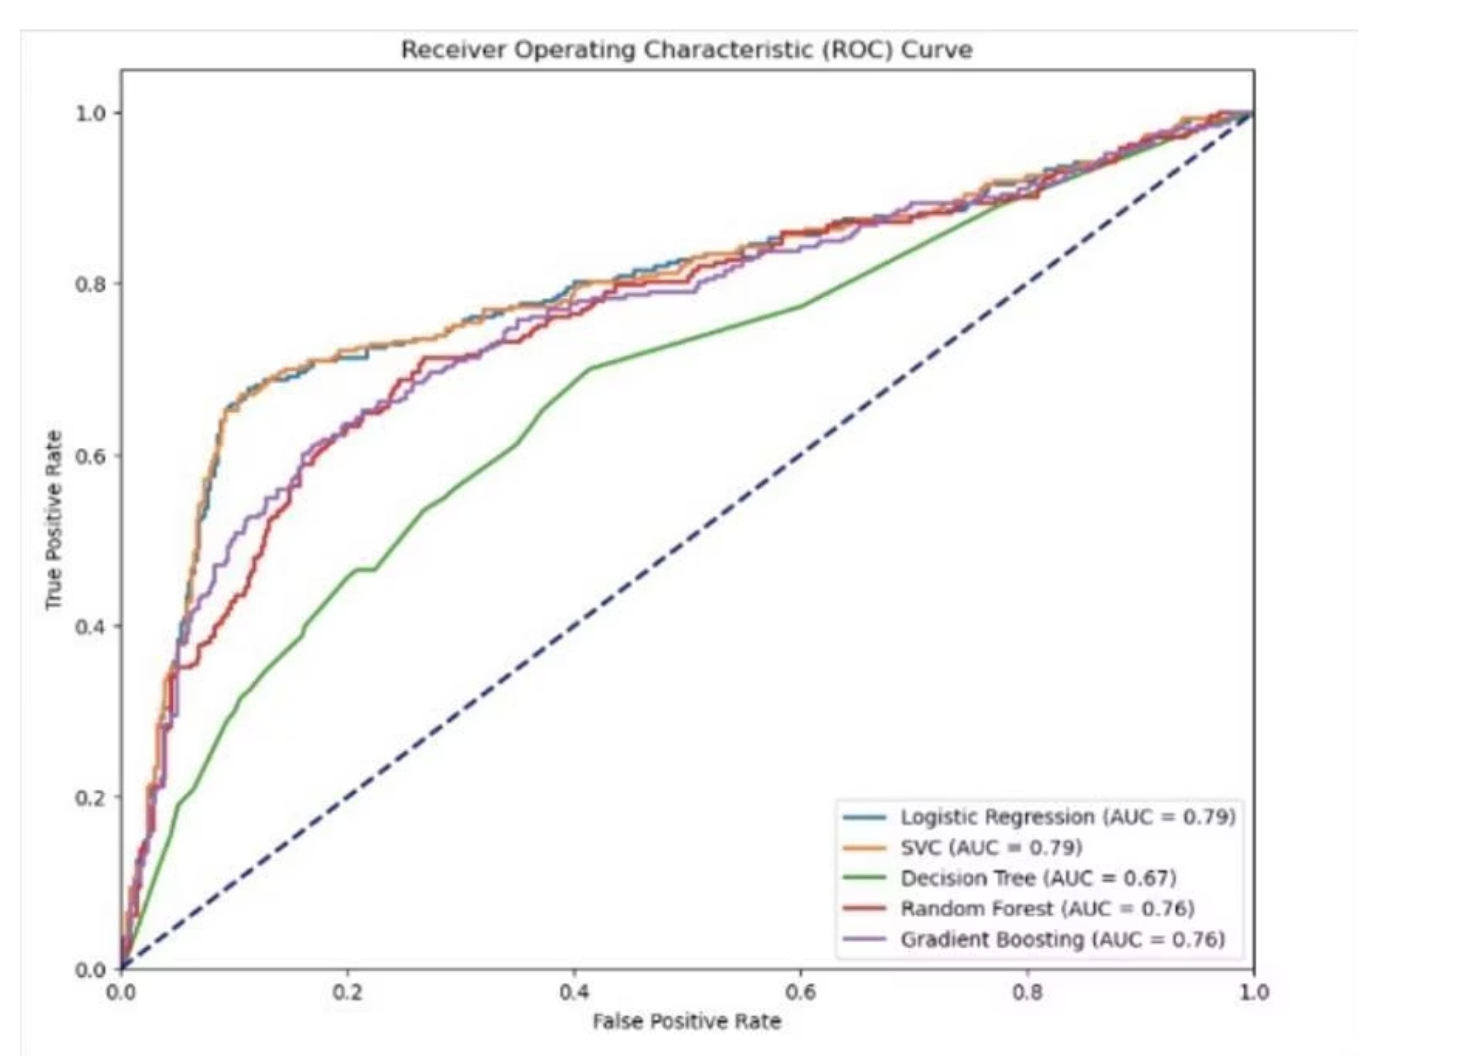 Receiver Operating Characteristic (ROC) Curve
1.0
0.8
0.6
0.4
0.2
0.0
True Positive Rate
0.0 0.2 0.4 0.6 0.8 1.0
False Positive Rate
Logistic Regression (AUC = 0.79)
SVC (AUC = 0.79)
Decision Tree (AUC = 0.67)
Random Forest (AUC = 0.76)
Gradient Boosting (AUC = 0.76)